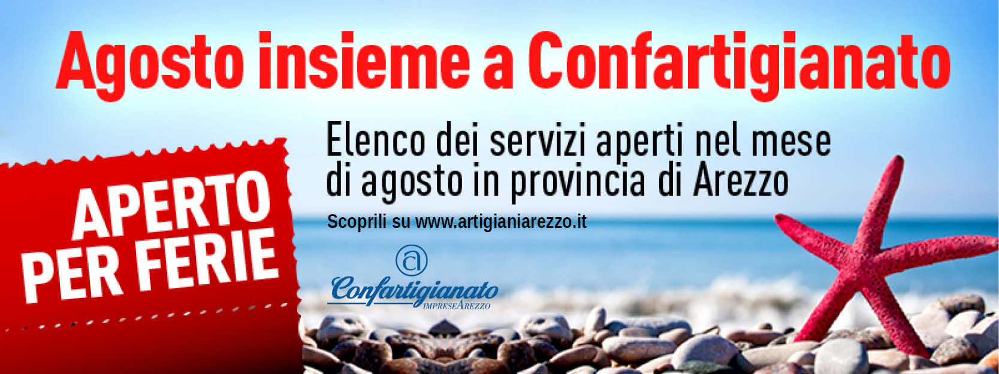 Agosto insieme a Confartigianato
Elenco dei servizi aperti nel mese
di agosto in provincia di Arezzo
Scoprili su www.artigianiarezzo.it
APERTO
PER FERIE
a
Confartigianato
IMPRESEAREZZO